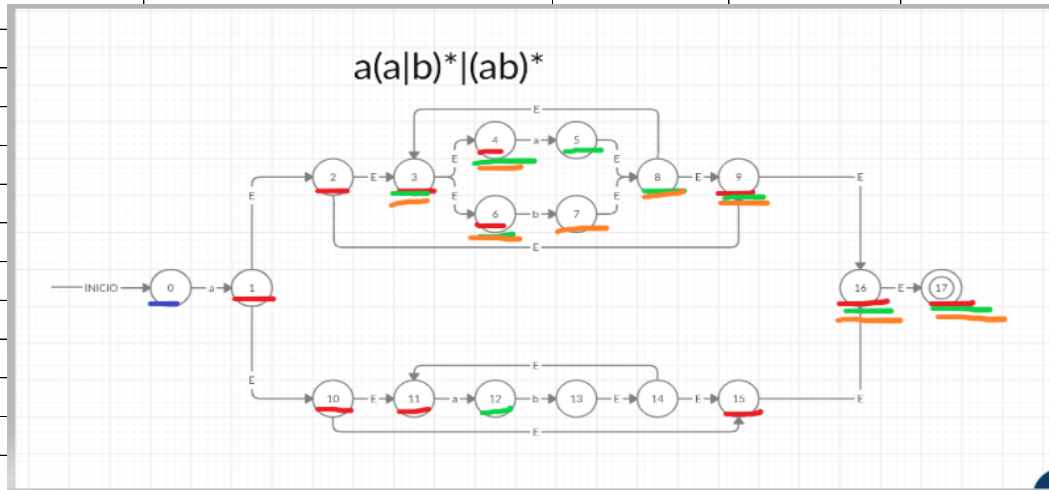 a(a|b)*|(ab)*
E
4 a 5
E E
2 E 3 8 E 9 E
E E E
6 b 7
E
INICIO 0 a 1 16 E 17
E
E
10 E 11 a 12 b 13 E 14 E 15 E
E